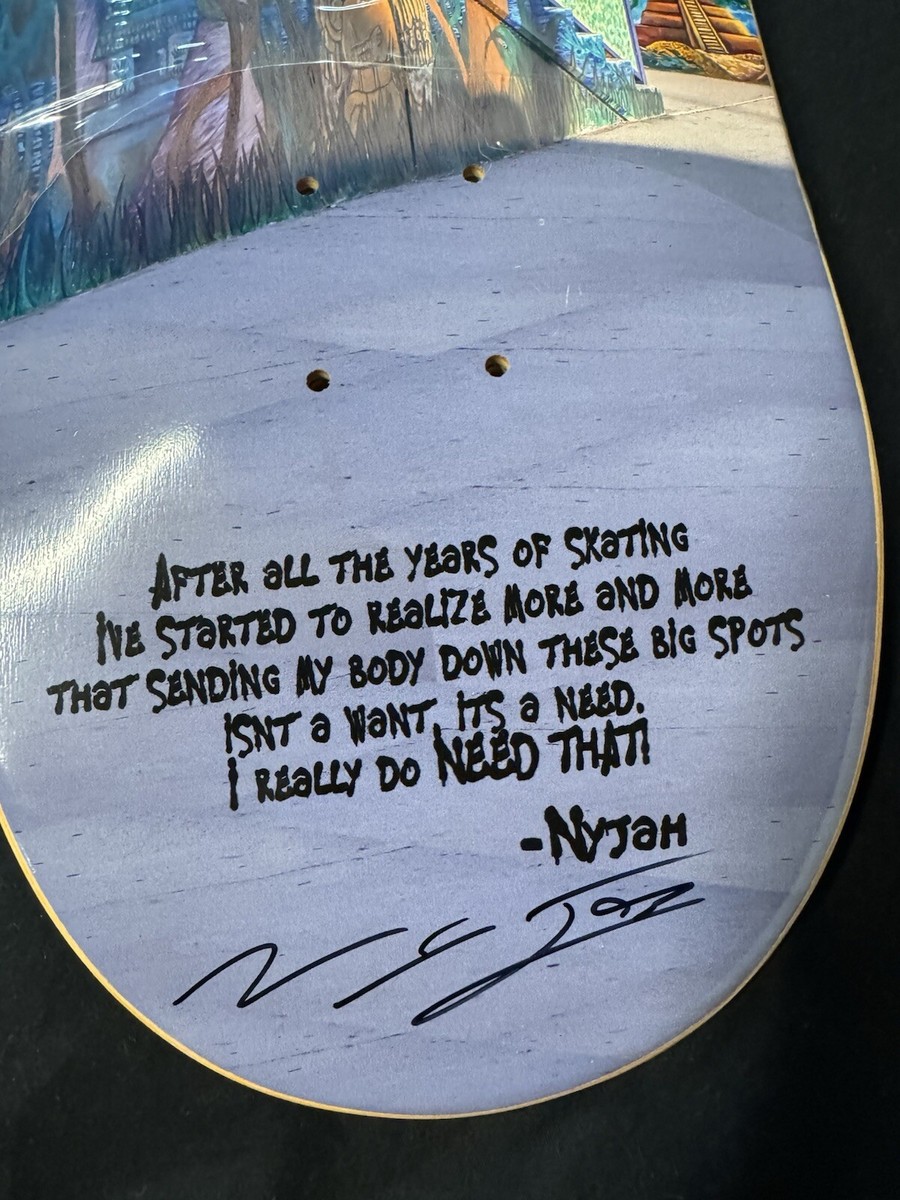 AFTER ALL THE YEARS OF SKATING
IVE STARTED TO REALIZE MORE AND MORE
THAT SENDING MY BODY DOWN THESE BIG SPOTS
ISNT A WANT, ITS A NEED.
I REALLY DO NEED THAT!
-NYJAH